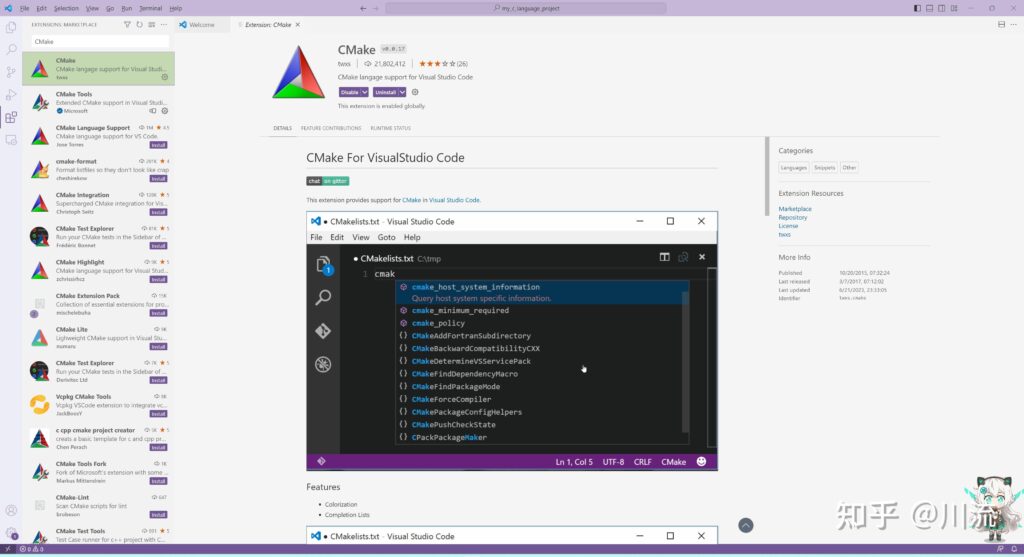 File Edit Selection View Go Run Terminal Help
my_c_language_project
EXTENSIONS: MARKETPLACE
Welcome
Extension: CMake
CMake
CMake
CMake langage support for Visual Studi...
twxs
CMake Tools
Extended CMake support in Visual Studi...
Microsoft
CMake Language Support 1M 4.5
CMake language support for VS Code.
Jose Torres Install
cmake-format 281K 4
Format listfiles so they don't look like crap
cheshirekow Install
CMake Integration 128K 5
Supercharged CMake integration for Vis...
Christoph Seitz Install
CMake Test Explorer 81K 5
Run your CMake tests in the Sidebar of ...
Frédéric Bonnet Install
CMake Highlight 6K 5
CMake langage support for Visual Studi...
Install
CMake Extension Pack 15K
Collection of essential extensions for pro...
mischelebuha Install
CMake Lite 9K
Lighweight CMake support in Visual Stu...
numaru Install
CMake Test Explorer 7K 5
Run your CMake tests in the Sidebar of ...
Derivitec Ltd Install
Vcpkg CMake Tools 6K
Vcpkg VSCode extension to integrate vc...
JackBoosY Install
c cpp cmake project creator 5K 5
creats a basic template for c and cpp pr...
Chen Perach Install
CMake Tools Fork 6K
Fork of Microsoft's extension with some ...
Markus Mittenstein Install
CMake-Lint 647
Scan CMake scripts for lint
Brobeson Install
CMake Test Tools 931 5
Test Case runner for c++ project with C...
CMake v0.0.17
twxs 21,802,412 (26)
CMake langage support for Visual Studio Code
Disable Uninstall
This extension is enabled globally.
DETAILS FEATURE CONTRIBUTIONS RUNTIME STATUS
CMake For VisualStudio Code
chat on gitter
This extension provides support for CMake in Visual Studio Code.
CMakelists.txt - Visual Studio Code
File Edit View Goto Help
CMakelists.txt C:\tmp
1
1 cmak
cmake_host_system_information
Query host system specific information.
cmake_minimum_required
cmake_policy
{} CMakeAddFortranSubdirectory
{} CMakeBackwardCompatibilityCXX
{} CMakeDetermineVSServicePack
{} CMakeFindDependencyMacro
{} CMakeFindPackageMode
{} CMakeForceCompiler
{} CMakePackageConfigHelpers
{} CMakePushCheckState
{} CPackPackageMaker
Ln 1, Col 5 UTF-8 CRLF CMake
Features
• Colorization
• Completion Lists
CMakelists.txt - Visual Studio Code
Categories
Languages Snippets Other
Extension Resources
Marketplace
Repository
License
twxs
More Info
Published 10/20/2015, 07:32:24
Last released 3/7/2017, 07:12:02
Last updated 6/21/2023, 23:33:05
Identifier twxs.cmake
知乎 @川流
0 0